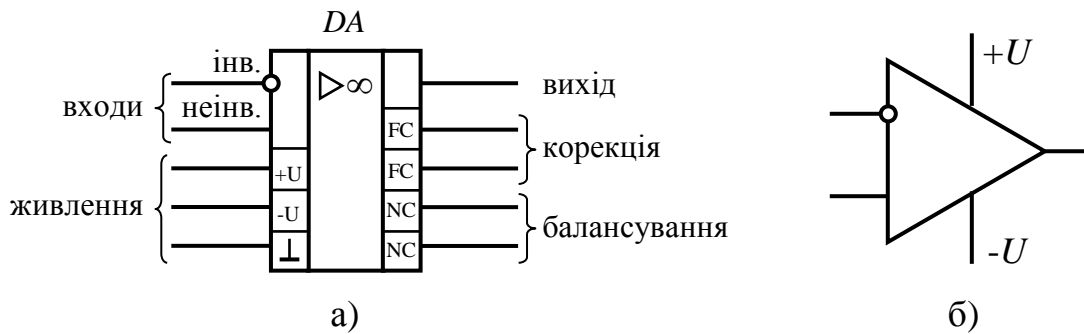 DA
інв.
▷∞
вихід
входи
неінв.
FC
корекція
+U
FC
живлення
-U
NC
балансування
⊥
NC
а)
+U
-U
б)